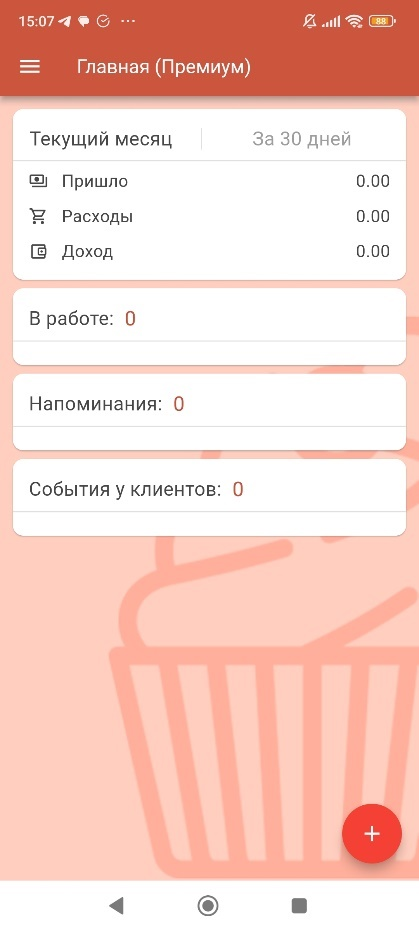 15:07 88
Главная (Премиум)
Текущий месяц За 30 дней
Пришло 0.00
Расходы 0.00
Доход 0.00
В работе: 0
Напоминания: 0
События у клиентов: 0
+